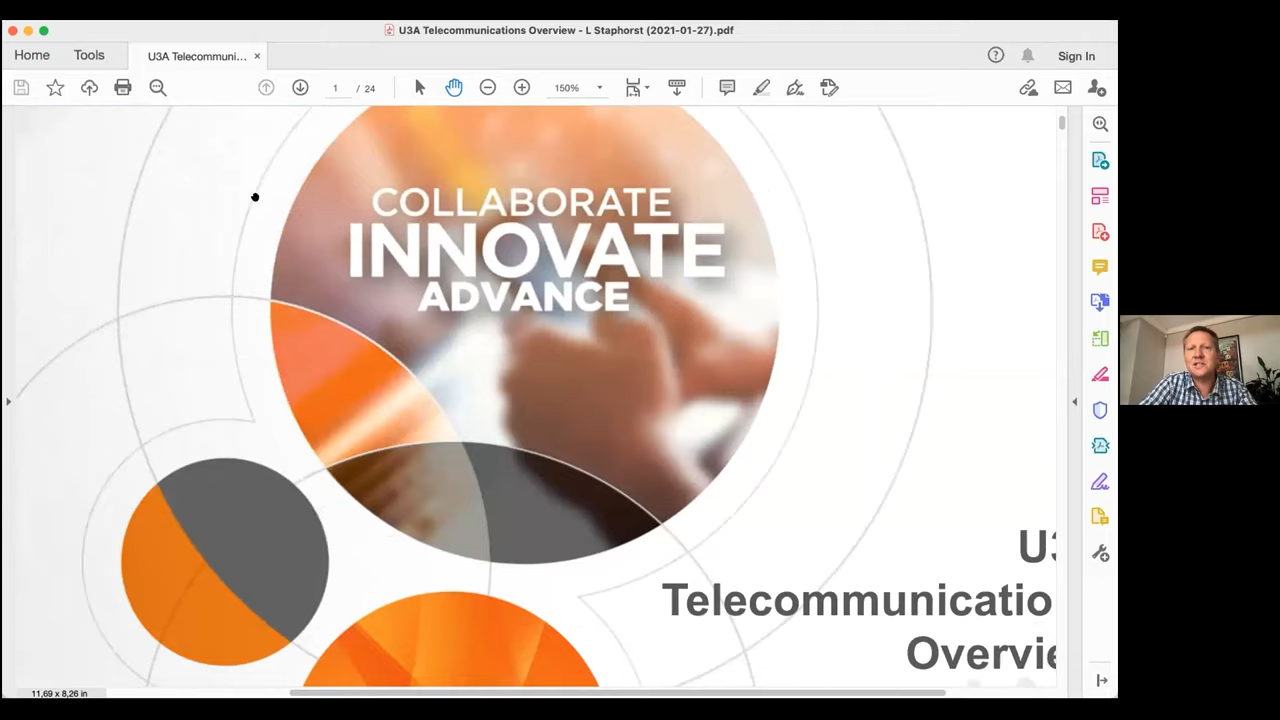 U3A Telecommunications Overview - L Staphorst (2021-01-27).pdf
Home Tools U3A Telecommuni... × Sign In
1 / 24 150%
COLLABORATE
INNOVATE
ADVANCE
U3
Telecommunicatio
Overvie
11,69 x 8,26 in